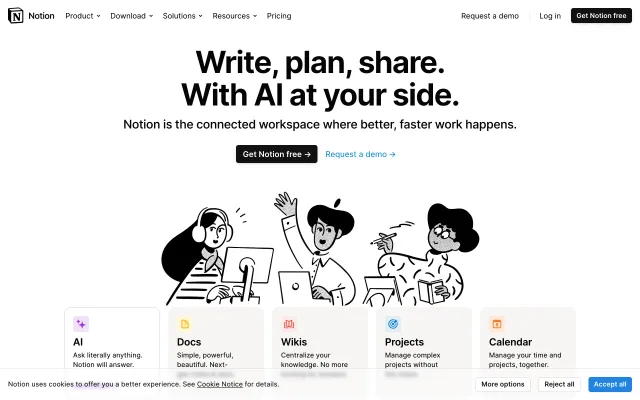 Notion Product Download Solutions Resources Pricing Request a demo Log in Get Notion free
Write, plan, share.
With AI at your side.
Notion is the connected workspace where better, faster work happens.
Get Notion free → Request a demo →
AI
Ask literally anything.
Notion will answer.
Docs
Simple, powerful,
beautiful. Next-
Wikis
Centralize your
knowledge. No more
Projects
Manage complex
projects without
Calendar
Manage your time and
projects, together.
Notion uses cookies to offer you a better experience. See Cookie Notice for details.
More options Reject all Accept all